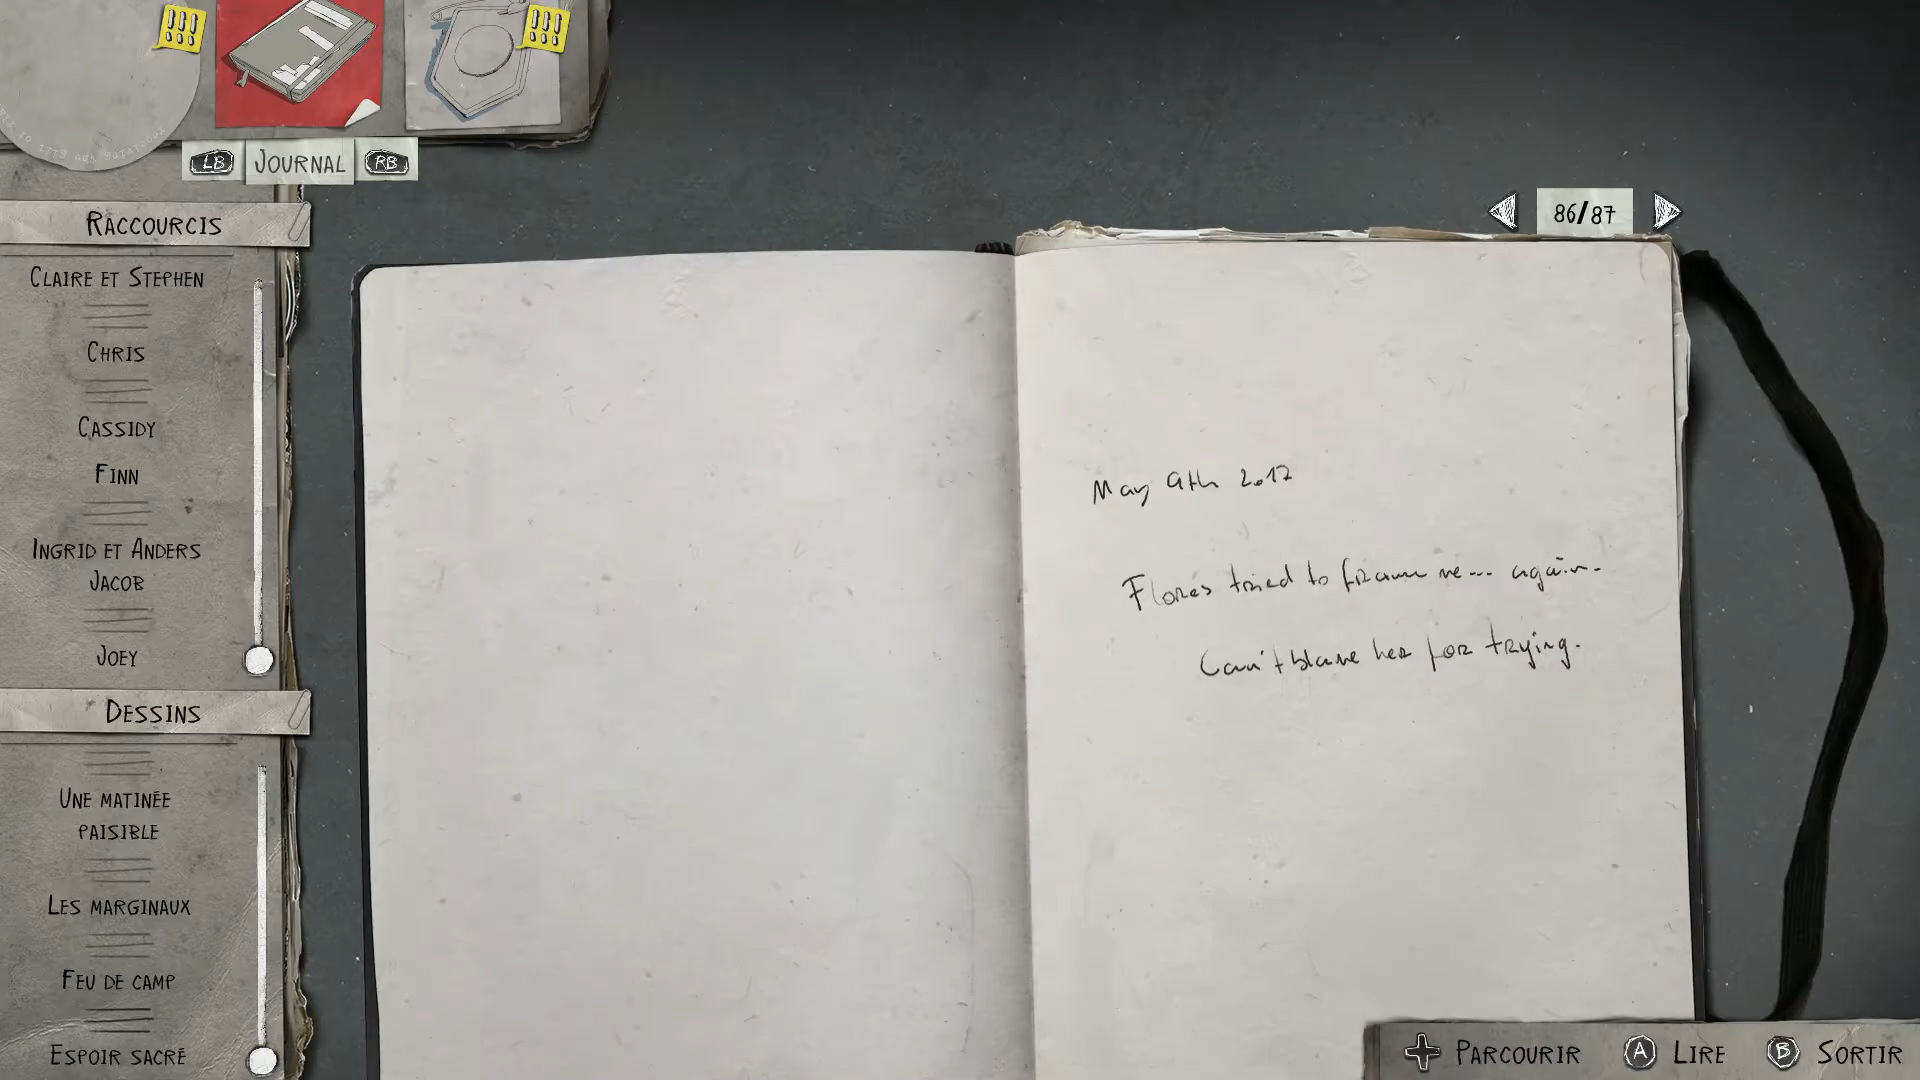 LB JOURNAL RB
RACCOURCIS
CLAIRE ET STEPHEN
CHRIS
CASSIDY
FINN
INGRID ET ANDERS
JACOB
JOEY
DESSINS
UNE MATINÉE
PAISIBLE
LES MARGINAUX
FEU DE CAMP
ESPOIR SACRÉ
86/87
May 9th 2017
Flores tried to frame me... again.
Can't blame her for trying.
PARCOURIR A LIRE B SORTIR